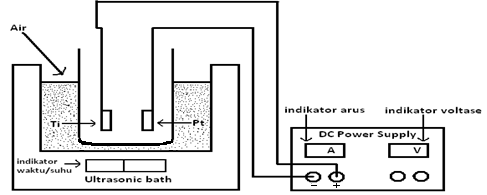 Air
indikator arus
indikator voltase
DC Power Supply
Ti
Pt
A
V
indikator
waktu/suhu
Ultrasonic bath
- +